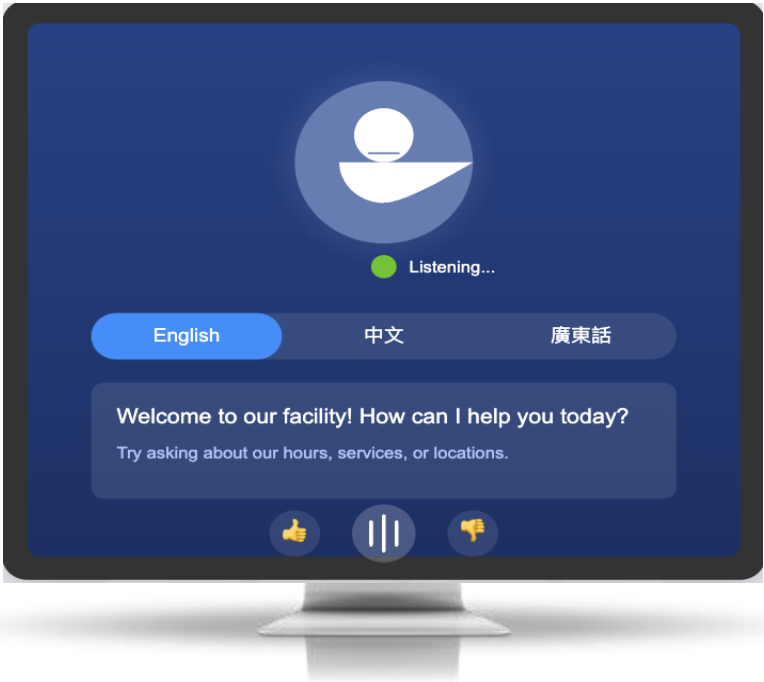 Listening...
English
中文
廣東話
Welcome to our facility! How can I help you today?
Try asking about our hours, services, or locations.